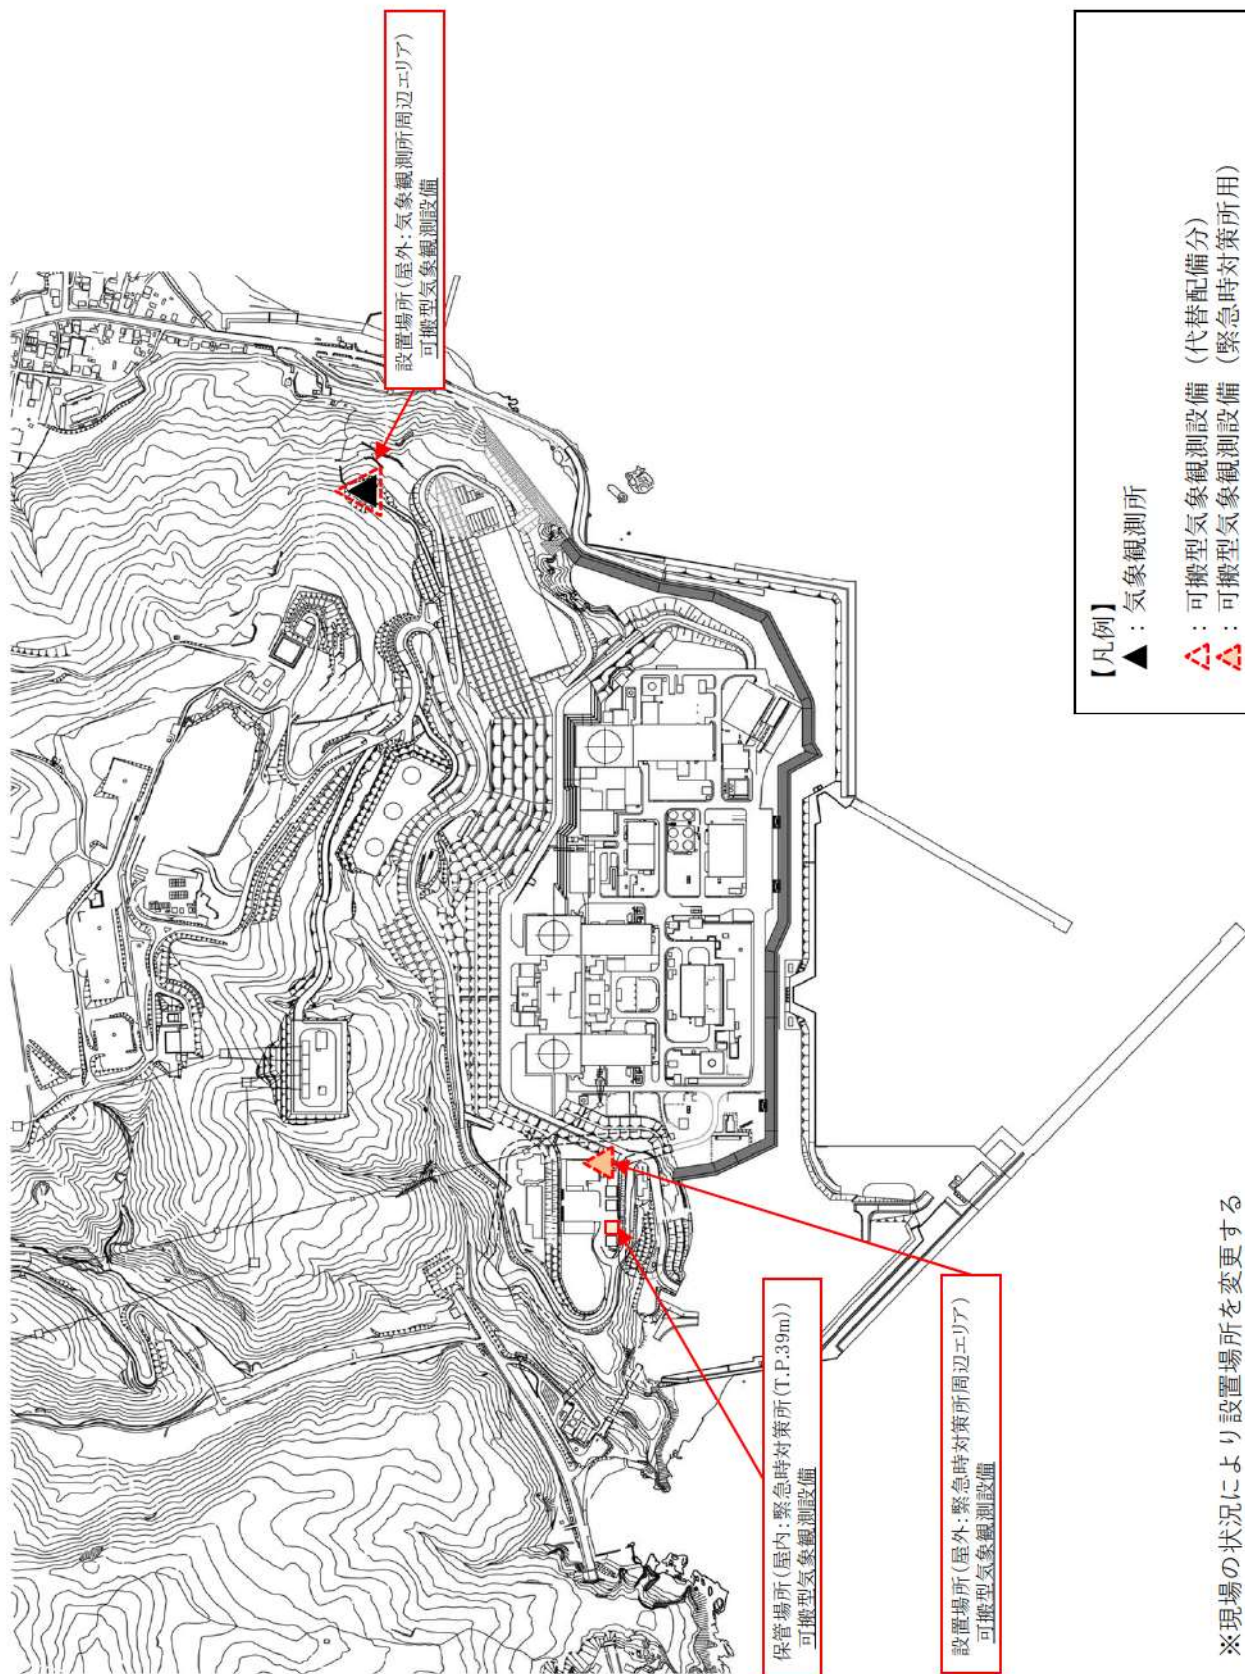 設置場所(屋外:気象観測所周辺エリア)
可搬型気象観測設備
保管場所(屋内:緊急時対策所(T.P.39m))
可搬型気象観測設備
設置場所(屋外:緊急時対策所周辺エリア)
可搬型気象観測設備
【凡例】
▲:気象観測所
:可搬型気象観測設備(代替配備分)
:可搬型気象観測設備(緊急時対策所用)
※現場の状況により設置場所を変更する